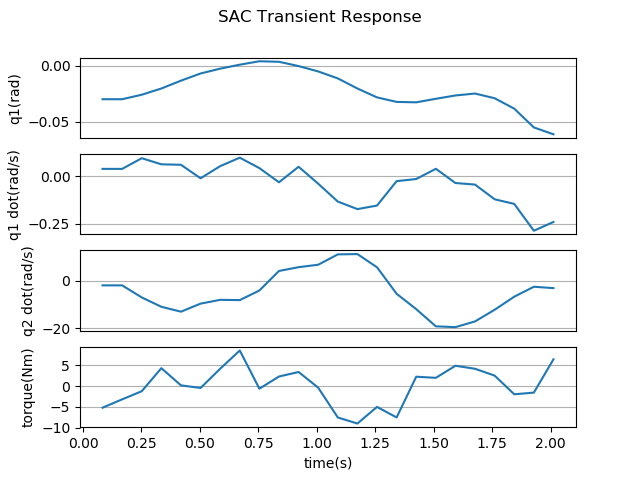 SAC Transient Response
q1(rad)
0.00
−0.05
q1 dot(rad/s)
0.00
−0.25
q2 dot(rad/s)
0
−20
torque(Nm)
5
0
−5
−10
0.00 0.25 0.50 0.75 1.00 1.25 1.50 1.75 2.00
time(s)